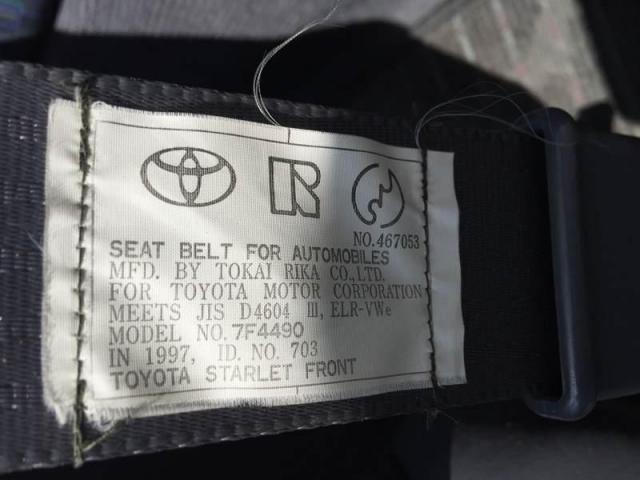 R
NO.467053
SEAT BELT FOR AUTOMOBILES
MFD. BY TOKAI RIKA CO.,LTD.
FOR TOYOTA MOTOR CORPORATION
MEETS JIS D4604 Ⅲ, ELR-VWe
MODEL NO. 7F4490
IN 1997, ID. NO. 703
TOYOTA STARLET FRONT